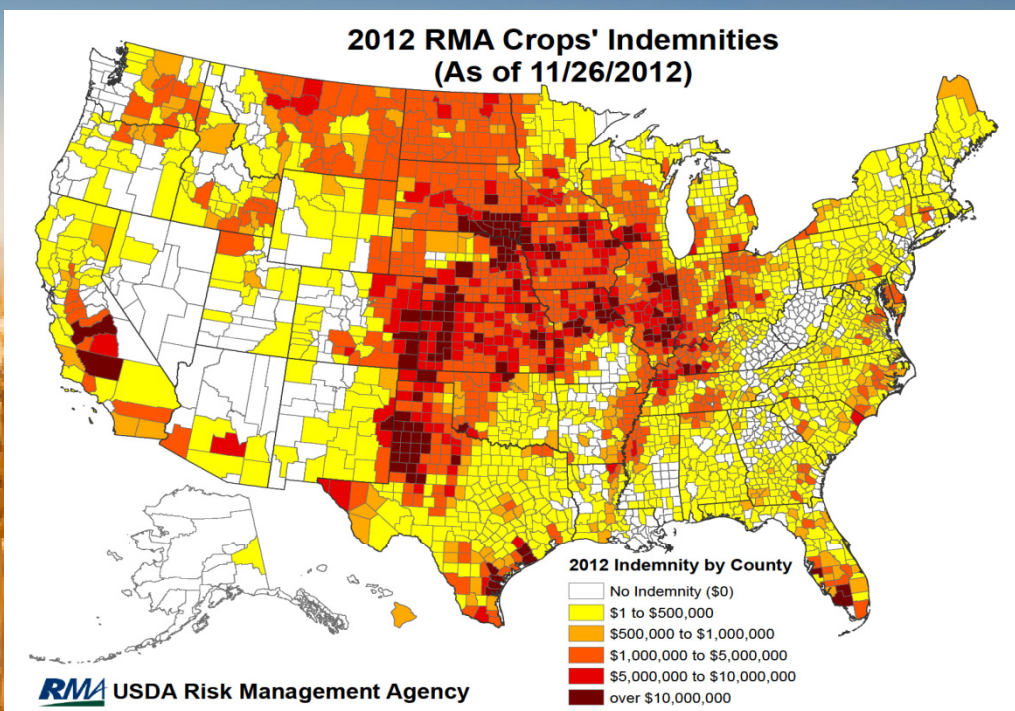 2012 RMA Crops' Indemnities
(As of 11/26/2012)
2012 Indemnity by County
No Indemnity ($0)
$1 to $500,000
$500,000 to $1,000,000
$1,000,000 to $5,000,000
$5,000,000 to $10,000,000
over $10,000,000
RMA USDA Risk Management Agency